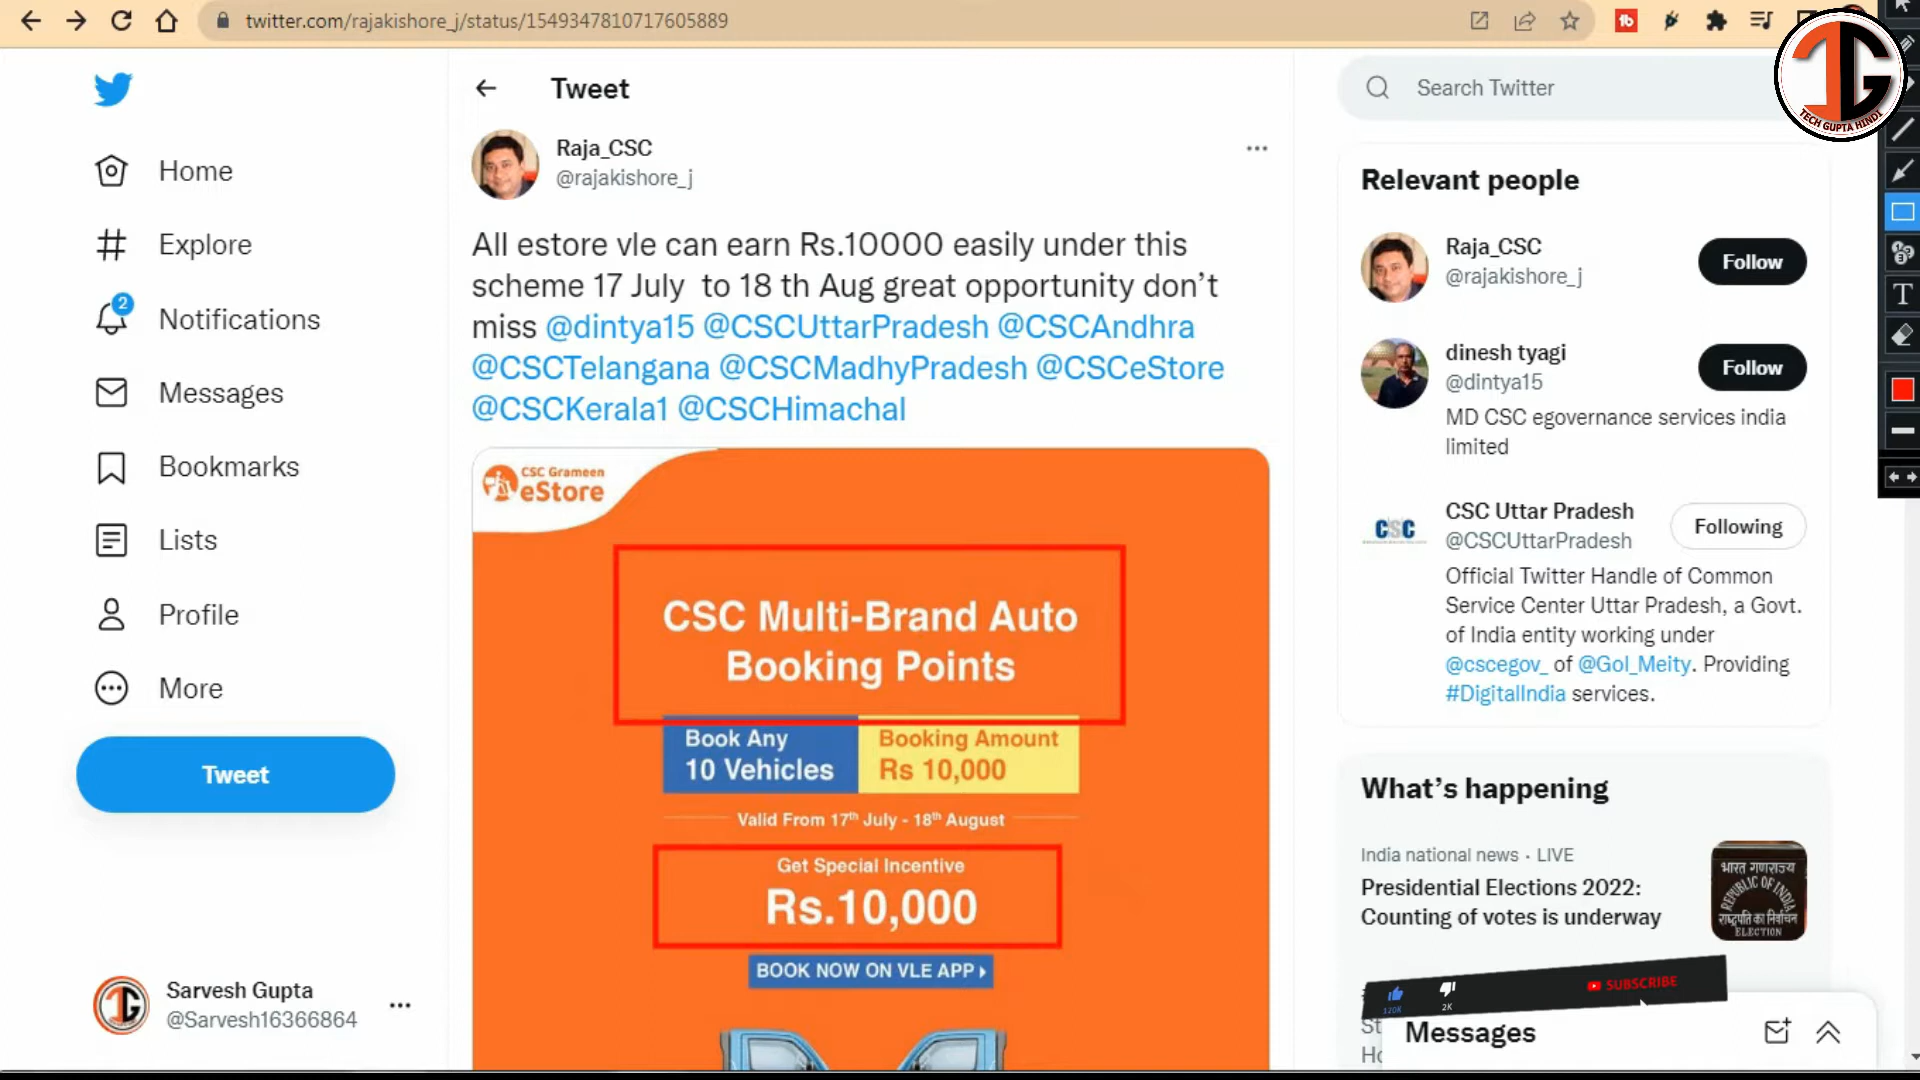 twitter.com/rajakishore_j/status/1549347810717605889
TECH GUPTA HINDI
Home
Explore
2
Notifications
Messages
Bookmarks
Lists
Profile
More
Tweet
Sarvesh Gupta
@Sarvesh16366864
Tweet
Raja_CSC
@rajakishore_j
All estore vle can earn Rs.10000 easily under this
scheme 17 July to 18 th Aug great opportunity don’t
miss @dintya15 @CSCUttarPradesh @CSCAndhra
@CSCTelangana @CSCMadhyPradesh @CSCeStore
@CSCKerala1 @CSCHimachal
CSC Grameen
eStore
CSC Multi-Brand Auto
Booking Points
Book Any
10 Vehicles
Booking Amount
Rs 10,000
Valid From 17th July - 18th August
Get Special Incentive
Rs.10,000
BOOK NOW ON VLE APP
Search Twitter
Relevant people
Raja_CSC
@rajakishore_j
Follow
dinesh tyagi
@dintya15
Follow
MD CSC egovernance services india
limited
CSC
CSC Uttar Pradesh
@CSCUttarPradesh
Following
Official Twitter Handle of Common
Service Center Uttar Pradesh, a Govt.
of India entity working under
@cscegov_ of @GoI_Meity. Providing
#DigitalIndia services.
What’s happening
India national news · LIVE
Presidential Elections 2022:
Counting of votes is underway
भारत गणराज्य
REPUBLIC OF INDIA
राष्ट्रपति का निर्वाचन
ELECTION
120K
2K
SUBSCRIBE
Messages